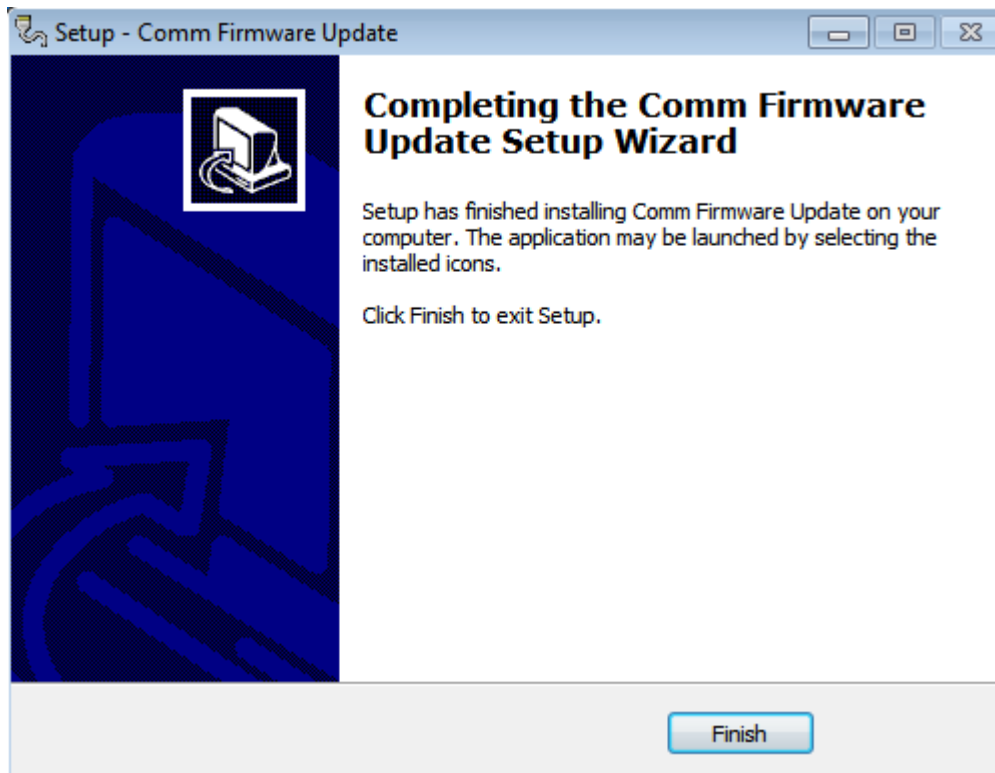 Setup - Comm Firmware Update
Completing the Comm Firmware
Update Setup Wizard
Setup has finished installing Comm Firmware Update on your
computer. The application may be launched by selecting the
installed icons.
Click Finish to exit Setup.
Finish